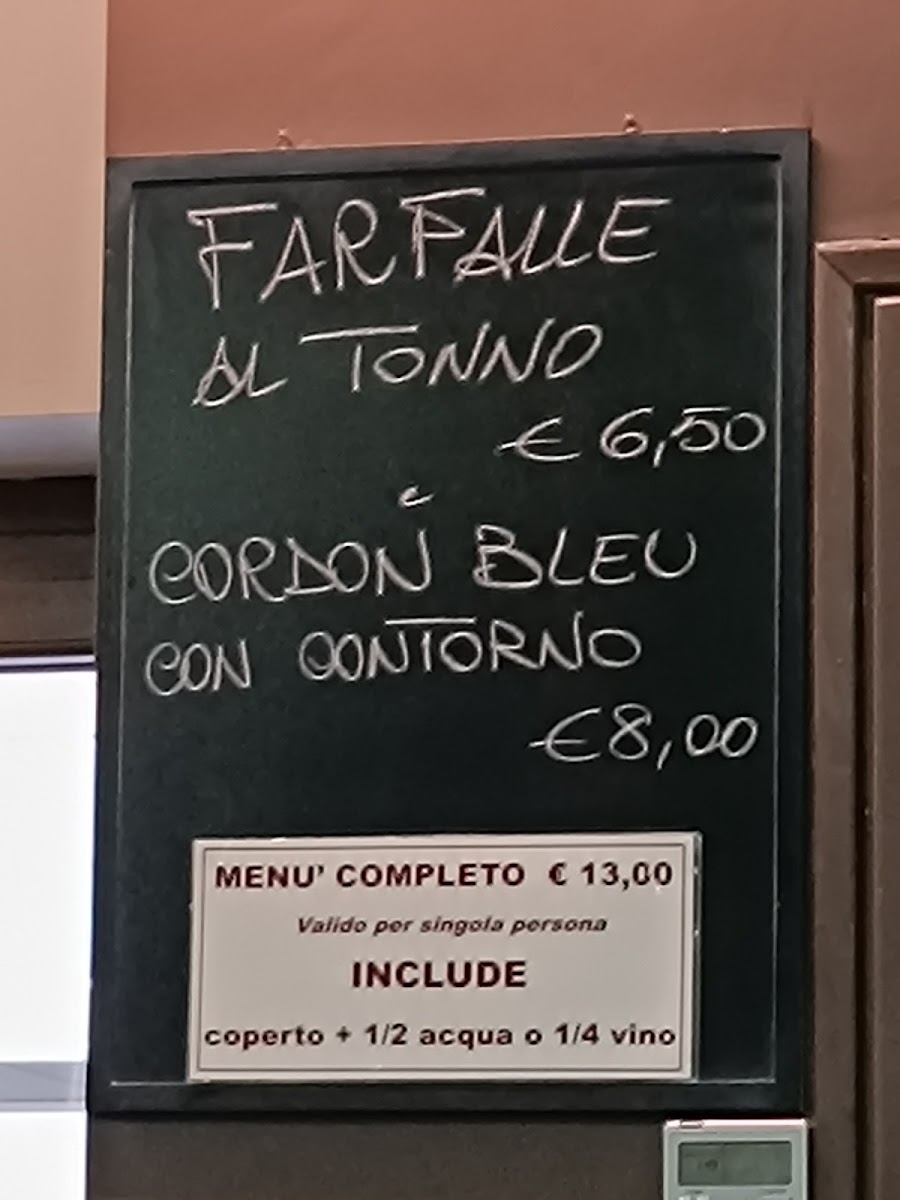 FARFALLE
AL TONNO
€ 6,50
e
CORDON BLEU
CON CONTORNO
€ 8,00
MENU' COMPLETO € 13,00
Valido per singola persona
INCLUDE
coperto + 1/2 acqua o 1/4 vino